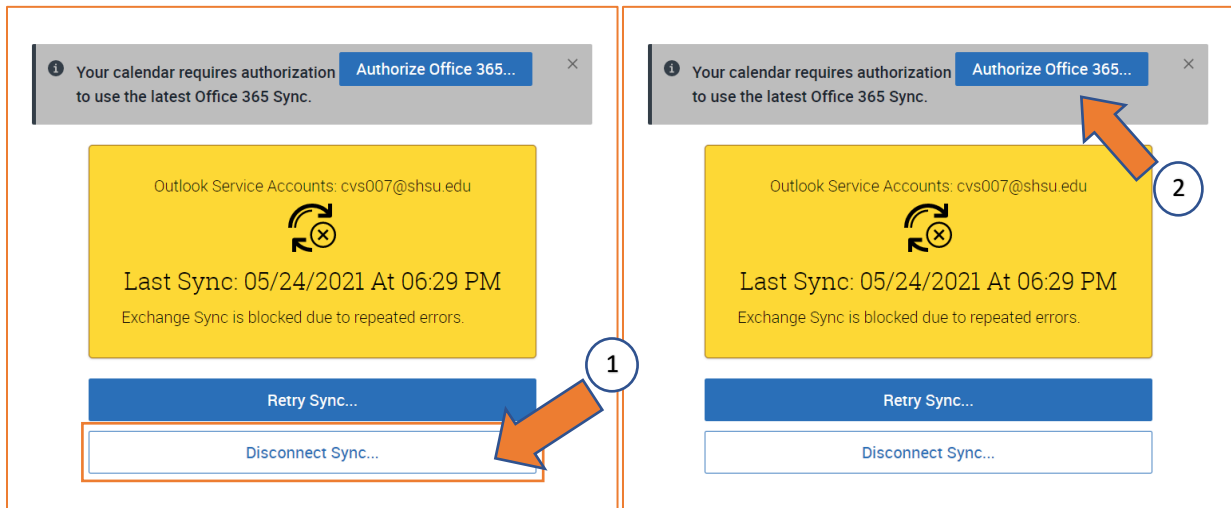 Your calendar requires authorization
to use the latest Office 365 Sync.
Authorize Office 365...
Outlook Service Accounts: cvs007@shsu.edu
Last Sync: 05/24/2021 At 06:29 PM
Exchange Sync is blocked due to repeated errors.
1
Retry Sync...
Disconnect Sync...
Your calendar requires authorization
to use the latest Office 365 Sync.
Authorize Office 365...
2
Outlook Service Accounts: cvs007@shsu.edu
Last Sync: 05/24/2021 At 06:29 PM
Exchange Sync is blocked due to repeated errors.
Retry Sync...
Disconnect Sync...